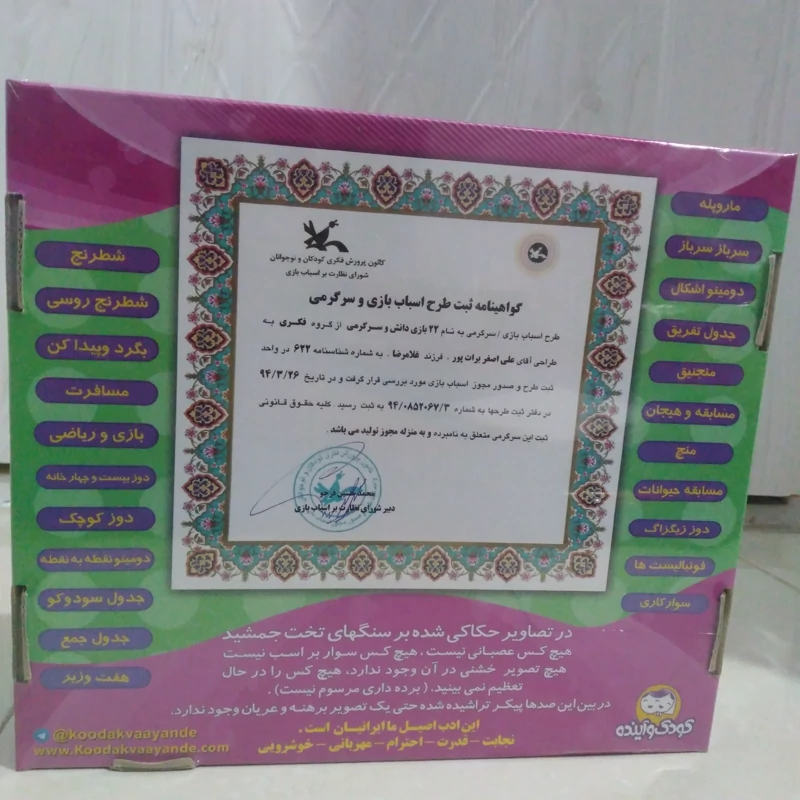 کانون پرورش فکری کودکان و نوجوانان
شورای نظارت بر اسباب بازی
گواهینامه ثبت طرح اسباب بازی و سرگرمی
طرح اسباب بازی / سرگرمی به نام ۲۲ بازی دانش و سرگرمی از گروه فکری به
طراحی آقای علی اصغر برات پور . فرزند غلامرضا . به شماره شناسنامه ۶۲۲ در واحد
ثبت طرح و صدور مجوز اسباب بازی مورد بررسی قرار گرفت و در تاریخ ۹۴/۳/۲۶
در دفتر ثبت طرحها به شماره ۹۴/۰۸۵۲۰۶۷/۳ به ثبت رسید. کلیه حقوق قانونی
ثبت این سرگرمی متعلق به نامبرده و به منزله مجوز تولید می باشد .
محمد حسین فرجو
دبیر شورای نظارت بر اسباب بازی
ماروپله
سرباز سرباز
دومینو اشکال
جدول تفریق
منجنیق
مسابقه و هیجان
منچ
مسابقه حیوانات
دوز زیگزاگ
فوتبالیست ها
سوارکاری
شطرنج
شطرنج روسی
بگرد وپیدا کن
مسافرت
بازی و ریاضی
دوز بیست و چهار خانه
دوز کوچک
دومینو نقطه به نقطه
جدول سودوکو
جدول جمع
هفت وزیر
در تصاویر حکاکی شده بر سنگهای تخت جمشید
هیچ کس عصبانی نیست. هیچ کس سوار بر اسب نیست
هیچ تصویر خشنی در آن وجود ندارد. هیچ کس را در حال
تعظیم نمی بینید. ( برده داری مرسوم نیست ) .
در بین این صدها پیکر تراشیده شده حتی یک تصویر برهنه و عریان وجود ندارد.
این ادب اصیل ما ایرانیان است .
نجابت – قدرت – احترام – مهربانی – خوشرویی
کودک و آینده
@koodakvaayande
www.Koodakvaayande.com